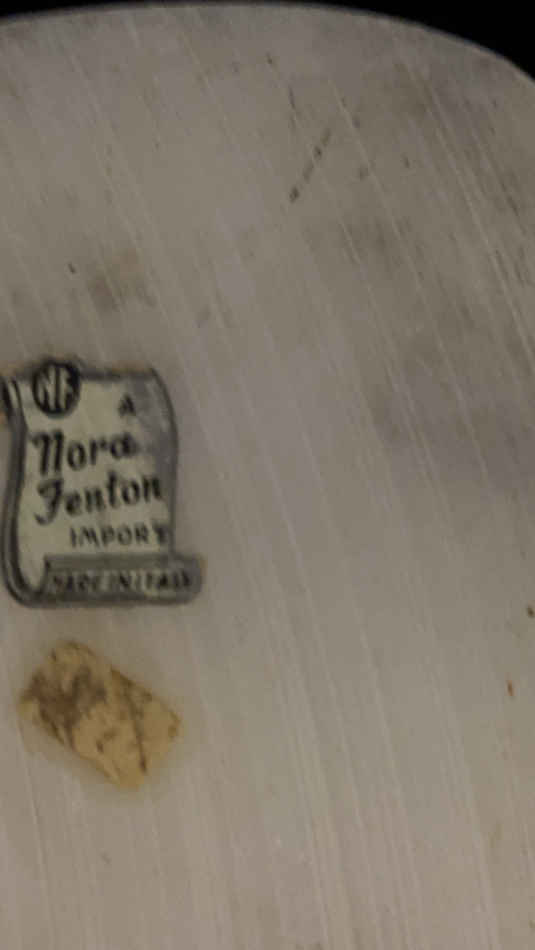 NF
A
Nora
Fenton
IMPORT
MADE IN ITALY